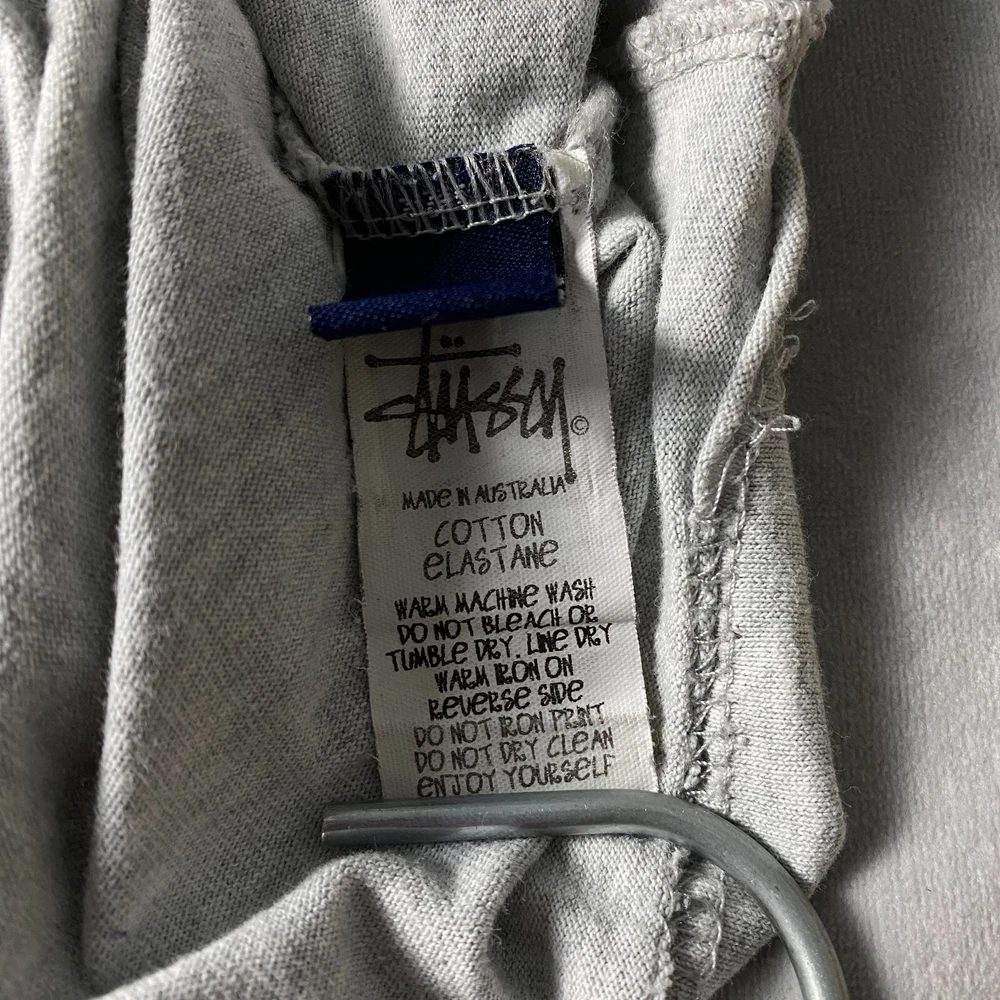 Stüssy ©
MADE IN AUSTRALIA
COTTON
ELASTANE
WARM MACHINE WASH
DO NOT BLEACH OR
TUMBLE DRY. LINE DRY
WARM IRON ON
REVERSE SIDE
DO NOT IRON PRINT
DO NOT DRY CLEAN
ENJOY YOURSELF